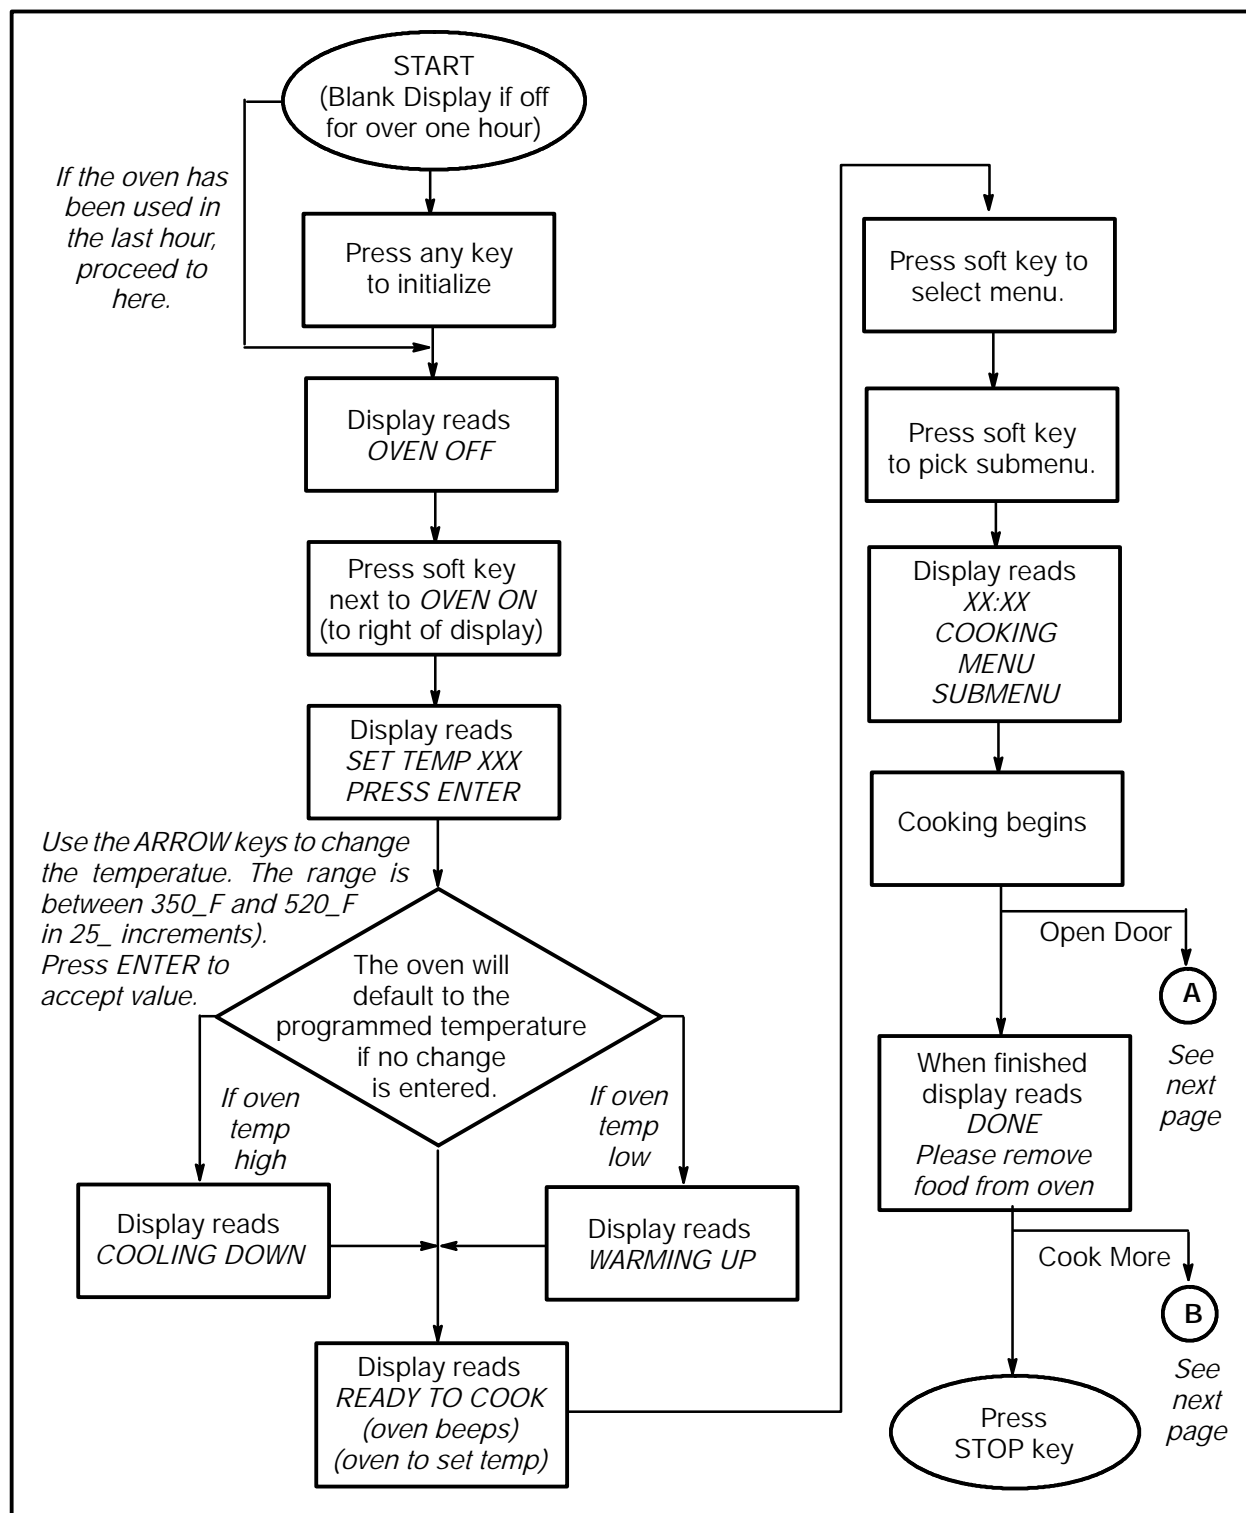 START
(Blank Display if off
for over one hour)
If the oven has
been used in
the last hour,
proceed to
here.
Press any key
to initialize
Display reads
OVEN OFF
Press soft key
next to OVEN ON
(to right of display)
Display reads
SET TEMP XXX
PRESS ENTER
Use the ARROW keys to change
the temperatue. The range is
between 350_F and 520_F
in 25_ increments).
Press ENTER to
accept value.
The oven will
default to the
programmed temperature
if no change
is entered.
If oven
temp
high
If oven
temp
low
Display reads
COOLING DOWN
Display reads
WARMING UP
Display reads
READY TO COOK
(oven beeps)
(oven to set temp)
Press soft key to
select menu.
Press soft key
to pick submenu.
Display reads
XX:XX
COOKING
MENU
SUBMENU
Cooking begins
Open Door
A
See
next
page
When finished
display reads
DONE
Please remove
food from oven
Cook More
B
See
next
page
Press
STOP key